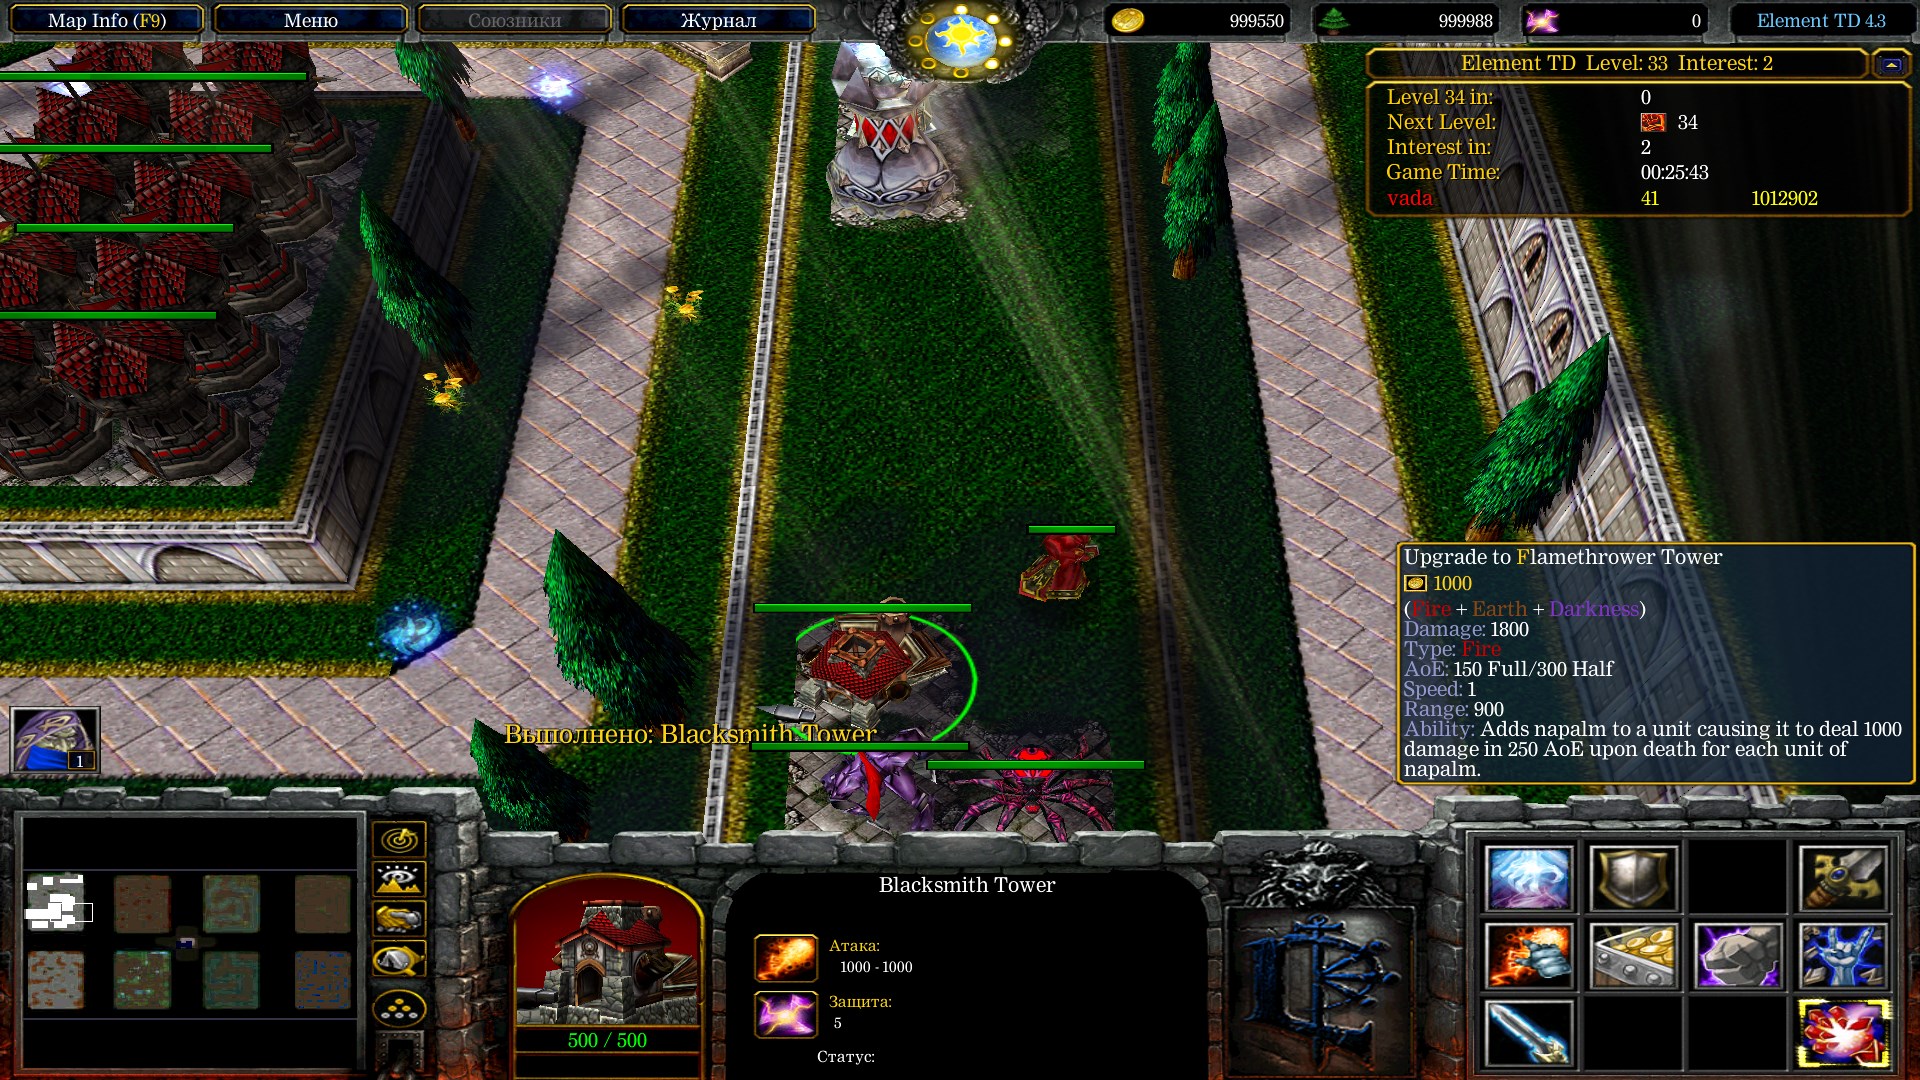 Map Info (F9)
Меню
Союзники
Журнал
999550
999988
0
Element TD 4.3
Element TD  Level: 33  Interest: 2
Level 34 in:
0
Next Level:
34
Interest in:
2
Game Time:
00:25:43
vada
41
1012902
Upgrade to Flamethrower Tower
1000
(Fire + Earth + Darkness)
Damage: 1800
Type: Fire
AoE: 150 Full/300 Half
Speed: 1
Range: 900
Ability: Adds napalm to a unit causing it to deal 1000
damage in 250 AoE upon death for each unit of
napalm.
Выполнено: Blacksmith Tower
1
Blacksmith Tower
Атака:
1000 - 1000
Защита:
5
Статус:
500 / 500